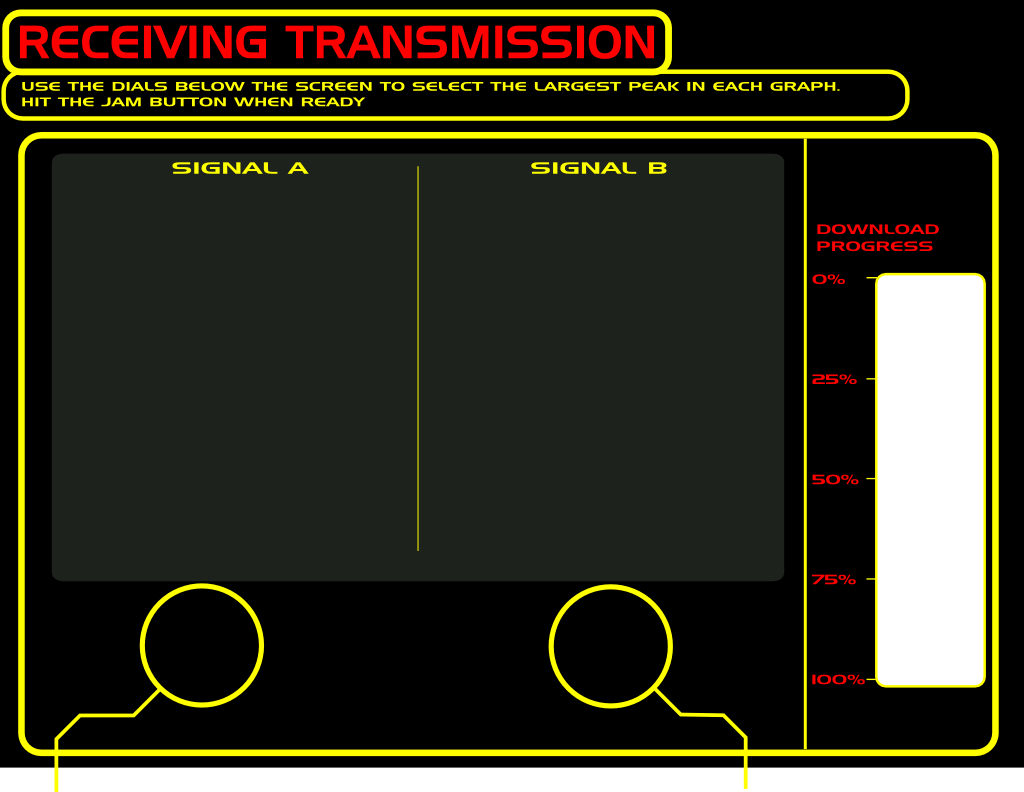 RECEIVING TRANSMISSION
USE THE DIALS BELOW THE SCREEN TO SELECT THE LARGEST PEAK IN EACH GRAPH.
HIT THE JAM BUTTON WHEN READY
SIGNAL A
SIGNAL B
DOWNLOAD
PROGRESS
0%
25%
50%
75%
100%